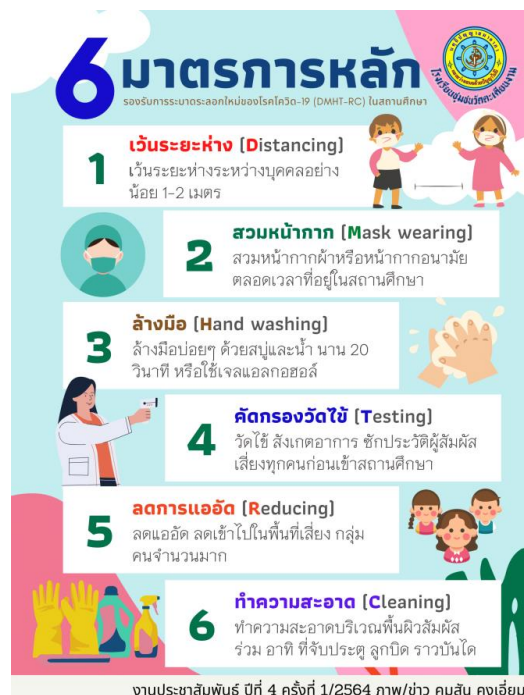 6 มาตรการหลัก
รองรับการระบาดระลอกใหม่ของโรคโควิด-19 (DMHT-RC) ในสถานศึกษา
1
เว้นระยะห่าง (Distancing)
เว้นระยะห่างระหว่างบุคคลอย่าง
น้อย 1-2 เมตร
2
สวมหน้ากาก (Mask wearing)
สวมหน้ากากผ้าหรือหน้ากากอนามัย
ตลอดเวลาที่อยู่ในสถานศึกษา
3
ล้างมือ (Hand washing)
ล้างมือบ่อยๆ ด้วยสบู่และน้ำ นาน 20
วินาที หรือใช้เจลแอลกอฮอล์
4
คัดกรองวัดไข้ (Testing)
วัดไข้ สังเกตอาการ ซักประวัติผู้สัมผัส
เสี่ยงทุกคนก่อนเข้าสถานศึกษา
5
ลดการแออัด (Reducing)
ลดแออัด ลดเข้าไปในพื้นที่เสี่ยง กลุ่ม
คนจำนวนมาก
6
ทำความสะอาด (Cleaning)
ทำความสะอาดบริเวณพื้นผิวสัมผัส
ร่วม อาทิ ที่จับประตู ลูกบิด ราวบันได
งานประชาสัมพันธ์ ปีที่ 4 ครั้งที่ 1/2564 ภาพ/ข่าว คมสัน